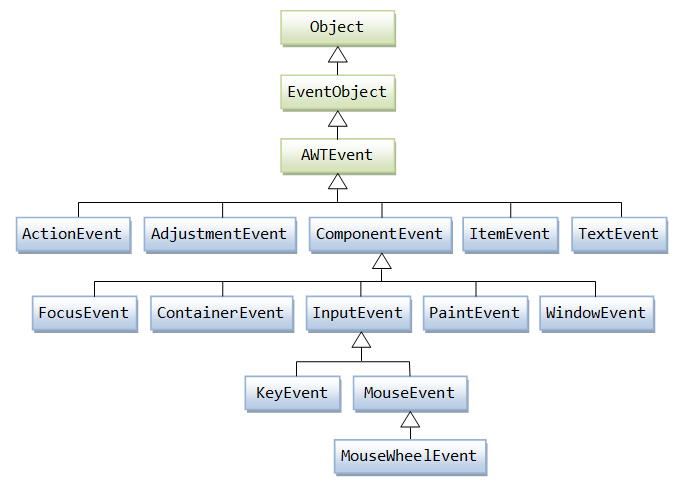 Object
EventObject
AWTEvent
ActionEvent
AdjustmentEvent
ComponentEvent
ItemEvent
TextEvent
FocusEvent
ContainerEvent
InputEvent
PaintEvent
WindowEvent
KeyEvent
MouseEvent
MouseWheelEvent